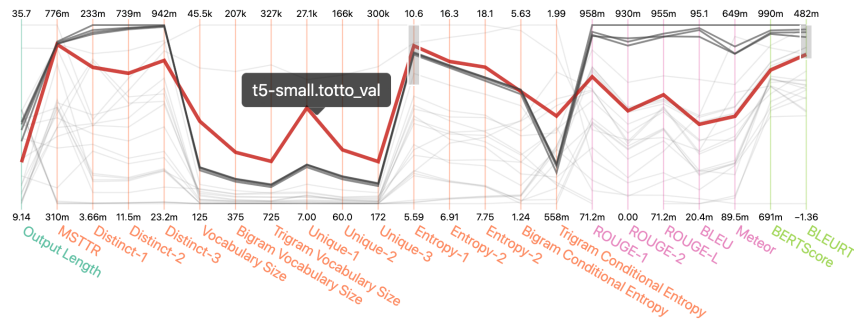 35.7 776m 233m 739m 942m 45.5k 207k 327k 27.1k 166k 300k 10.6 16.3 18.1 5.63 1.99 958m 930m 955m 95.1 649m 990m 482m
t5-small.totto_val
9.14 310m 3.66m 11.5m 23.2m 125 375 725 7.00 60.0 172 5.59 6.91 7.75 1.24 558m 71.2m 0.00 71.2m 20.4m 89.5m 691m −1.36
Output Length
MSTTR
Distinct-1
Distinct-2
Distinct-3
Vocabulary Size
Bigram Vocabulary Size
Trigram Vocabulary Size
Unique-1
Unique-2
Unique-3
Entropy-1
Entropy-2
Entropy-2
Bigram Conditional Entropy
Trigram Conditional Entropy
ROUGE-1
ROUGE-2
ROUGE-L
BLEU
Meteor
BERTScore
BLEURT